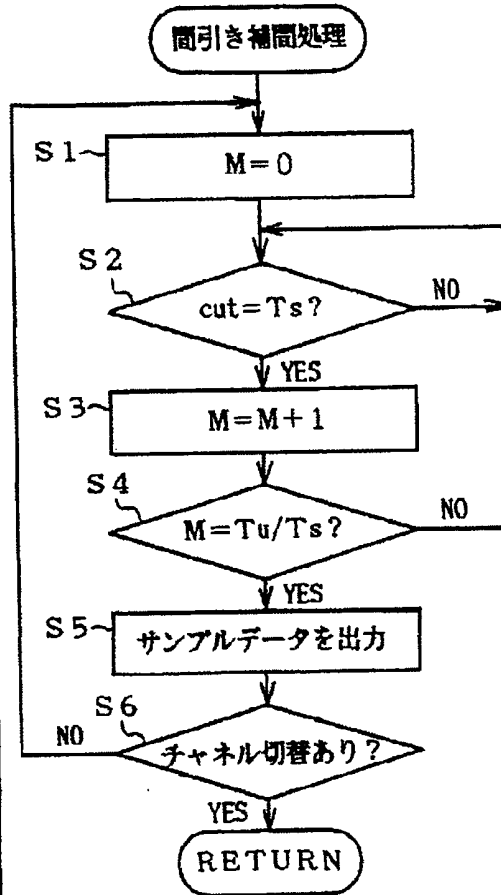 間引き補間処理
S1
M=0
S2
cut=Ts?
NO
YES
S3
M=M+1
S4
M=Tu/Ts?
NO
YES
S5
サンプルデータを出力
S6
チャネル切替あり?
NO
YES
RETURN